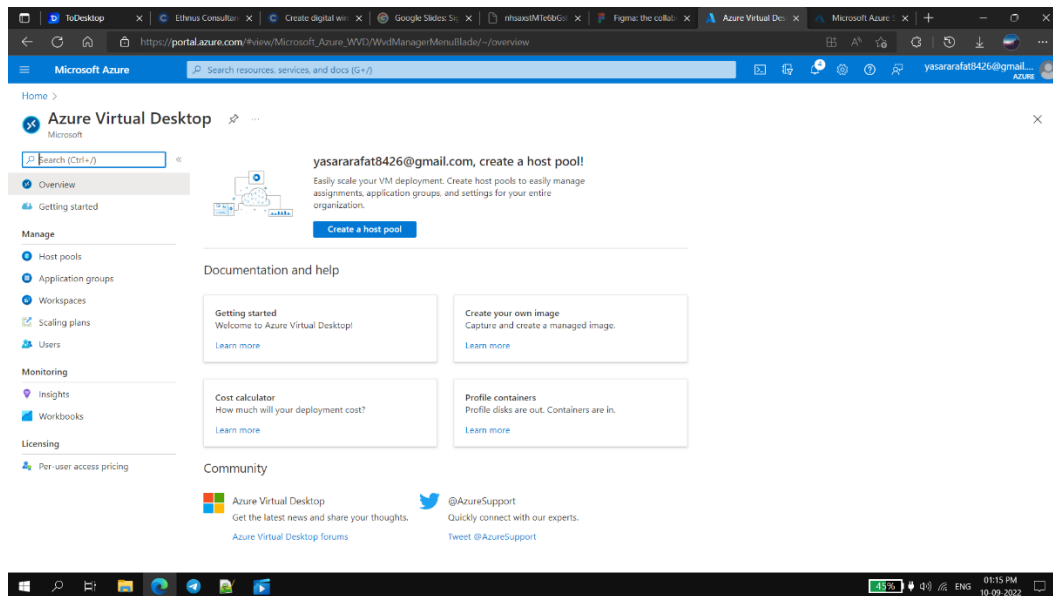 ToDesktop
Ethnus Consultan
Create digital win
Google Slides: Sig
nhsaxstMTe6bGsl
Figma: the collab
Azure Virtual Des
Microsoft Azure S
https://portal.azure.com/#view/Microsoft_Azure_WVD/WvdManagerMenuBlade/~/overview
Microsoft Azure
Search resources, services, and docs (G+/)
4
yasararafat8426@gmail....
AZURE
Home >
Azure Virtual Desktop
Microsoft
Search (Ctrl+/)
Overview
Getting started
Manage
Host pools
Application groups
Workspaces
Scaling plans
Users
Monitoring
Insights
Workbooks
Licensing
Per-user access pricing
yasararafat8426@gmail.com, create a host pool!
Easily scale your VM deployment. Create host pools to easily manage
assignments, application groups, and settings for your entire
organization.
Create a host pool
Documentation and help
Getting started
Welcome to Azure Virtual Desktop!
Learn more
Create your own image
Capture and create a managed image.
Learn more
Cost calculator
How much will your deployment cost?
Learn more
Profile containers
Profile disks are out. Containers are in.
Learn more
Community
Azure Virtual Desktop
Get the latest news and share your thoughts.
Azure Virtual Desktop forums
@AzureSupport
Quickly connect with our experts.
Tweet @AzureSupport
45%
ENG
01:15 PM
10-09-2022